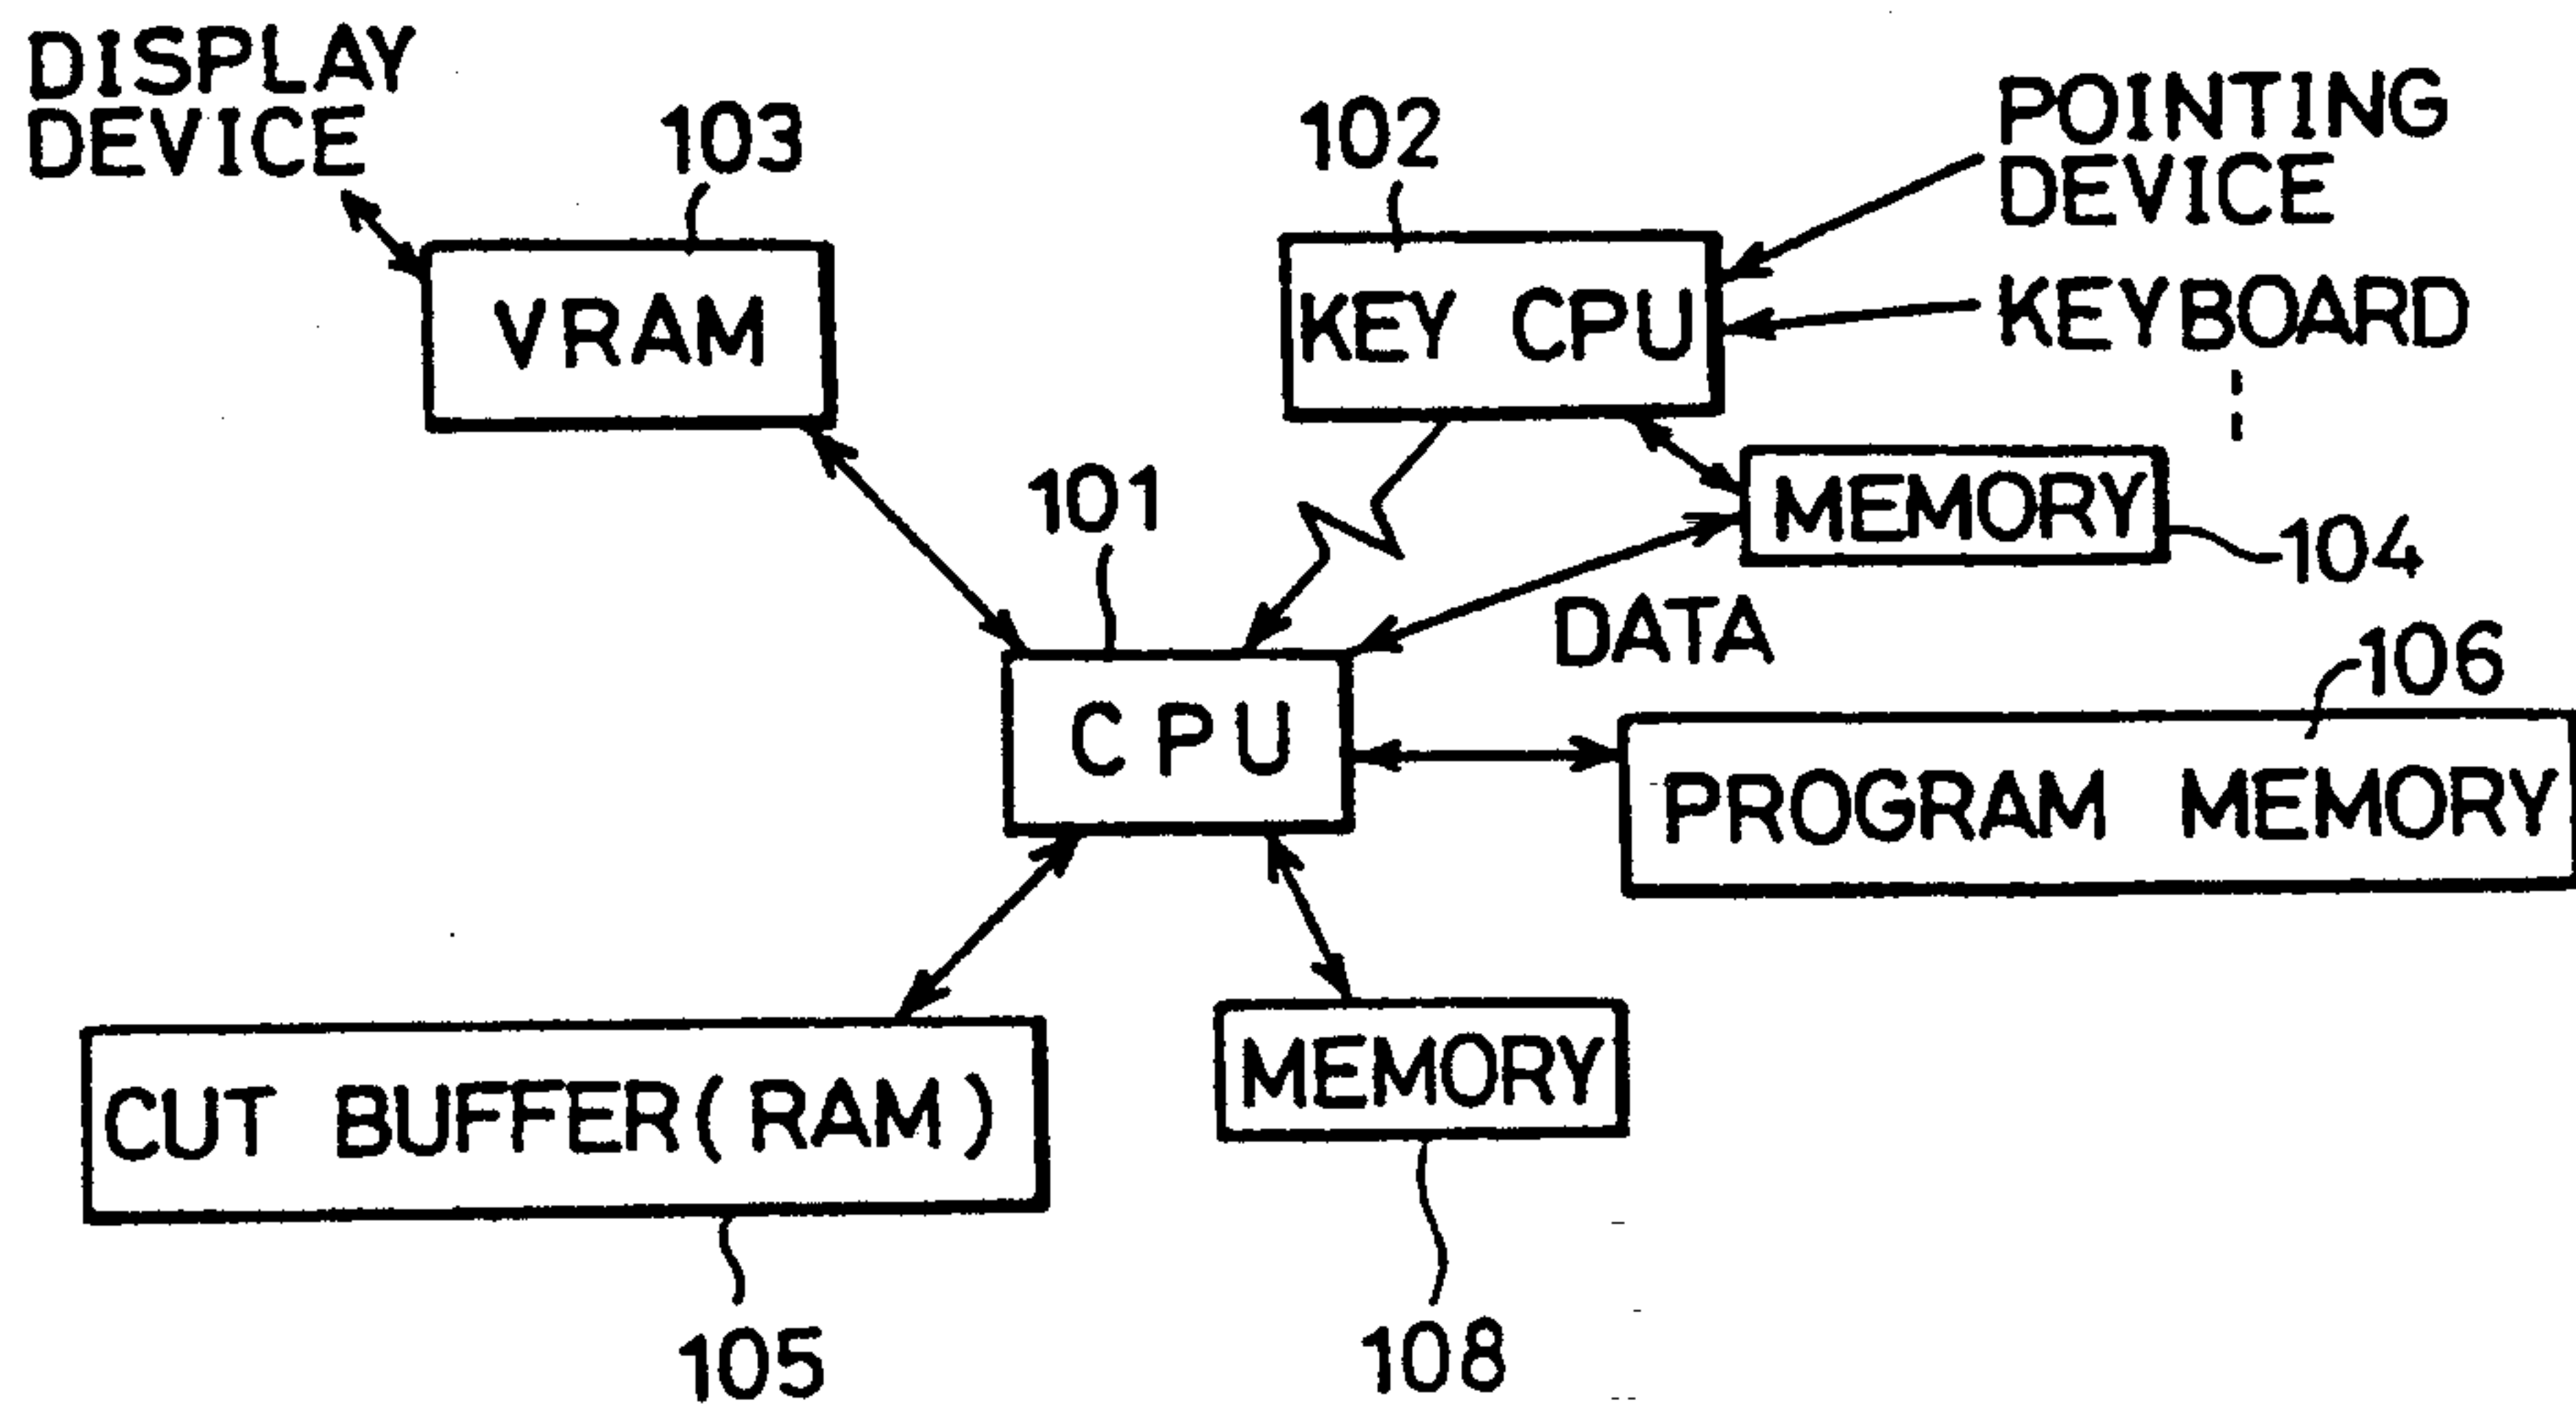 DISPLAY
DEVICE
103
102
POINTING
DEVICE
VRAM
KEY CPU
KEYBOARD
101
MEMORY
104
DATA
106
CPU
PROGRAM MEMORY
CUT BUFFER(RAM)
MEMORY
105
108